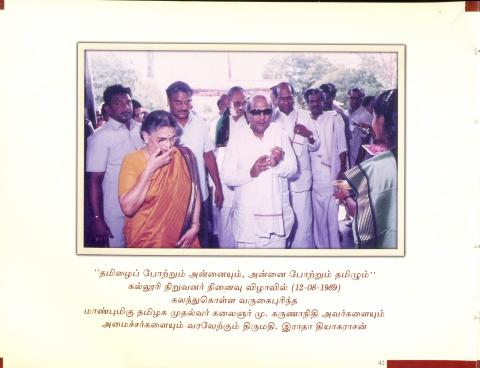 "தமிழைப் போற்றும் அன்னையும், அன்னை போற்றும் தமிழும்"
கல்லூரி நிறுவனர் நினைவு விழாவில் (12-08-1989)
கலந்துகொள்ள வருகைபுரிந்த
மாண்புமிகு தமிழக முதல்வர் கலைஞர் மு. கருணாநிதி அவர்களையும்
அமைச்சர்களையும் வரவேற்கும் திருமதி. இராதா தியாகராசன்
42